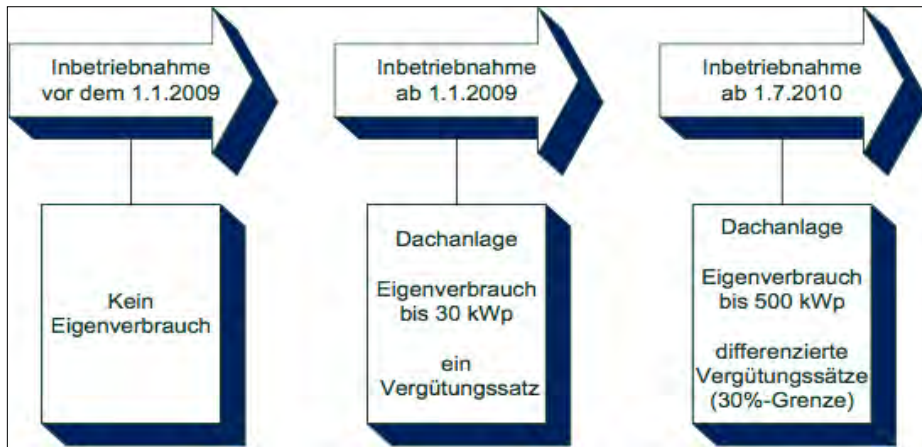 Inbetriebnahme
vor dem 1.1.2009
Inbetriebnahme
ab 1.1.2009
Inbetriebnahme
ab 1.7.2010
Kein
Eigenverbrauch
Dachanlage
Eigenverbrauch
bis 30 kWp
ein
Vergütungssatz
Dachanlage
Eigenverbrauch
bis 500 kWp
differenzierte
Vergütungssätze
(30%-Grenze)